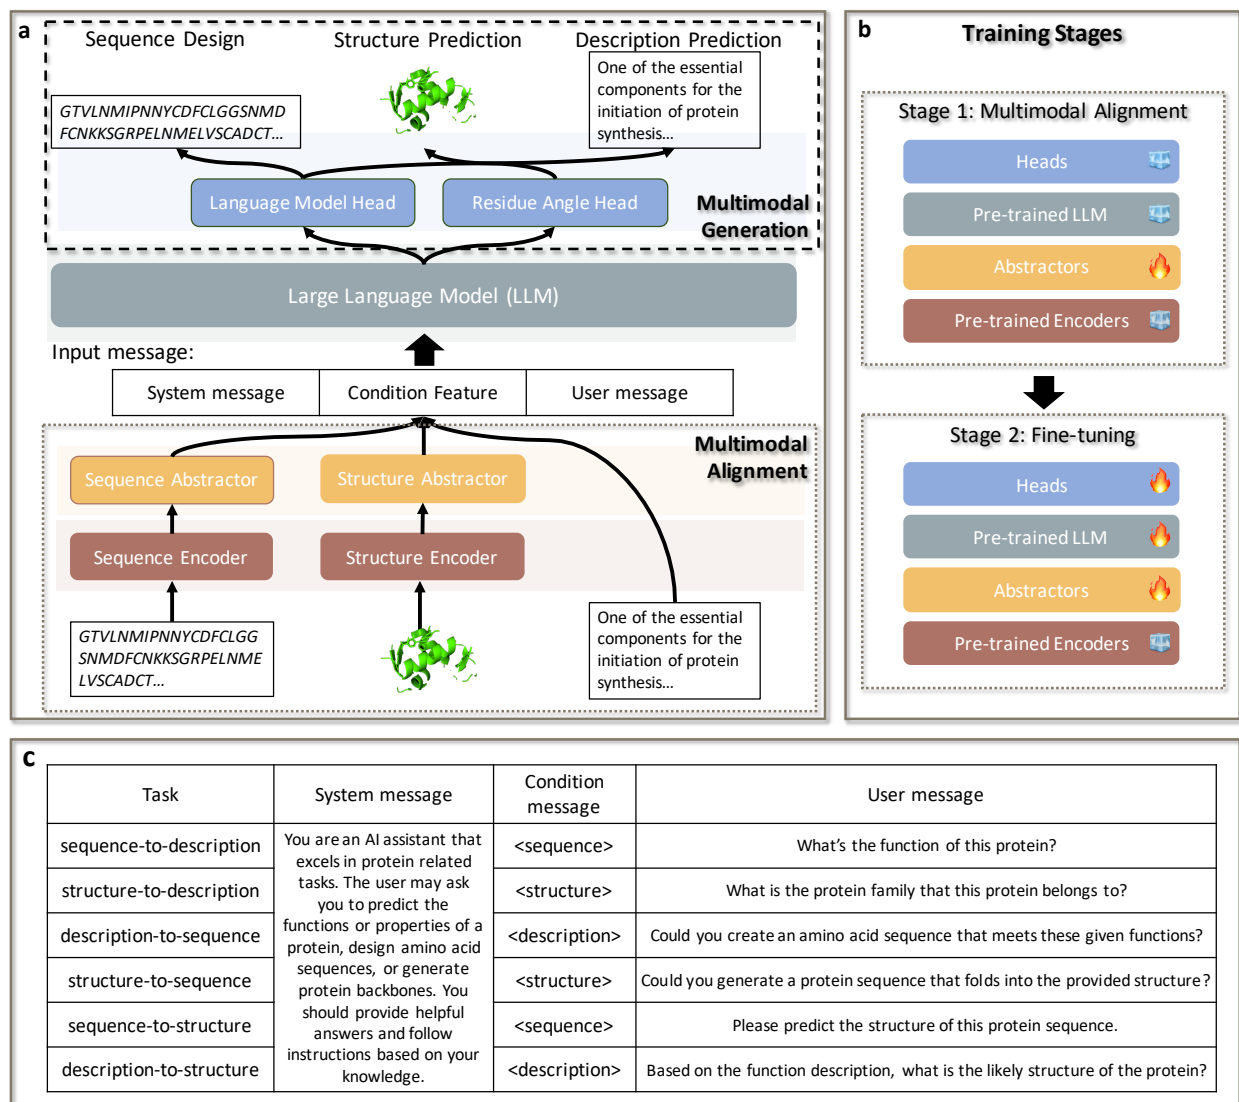 a
Sequence Design
Structure Prediction
Description Prediction
GTVLNMIPNNYCDFCLGGSNMD
FCNKKSGRPELNMELVSCADCT...
One of the essential
components for the
initiation of protein
synthesis...
Language Model Head
Residue Angle Head
Multimodal
Generation
Large Language Model (LLM)
Input message:
System message
Condition Feature
User message
Multimodal
Alignment
Sequence Abstractor
Structure Abstractor
Sequence Encoder
Structure Encoder
GTVLNMIPNNYCDFCLGG
SNMDFCNKKSGRPELNME
LVSCADCT...
One of the essential
components for the
initiation of protein
synthesis...
b
Training Stages
Stage 1: Multimodal Alignment
Heads
Pre-trained LLM
Abstractors
Pre-trained Encoders
Stage 2: Fine-tuning
Heads
Pre-trained LLM
Abstractors
Pre-trained Encoders
c
Task
System message
Condition
message
User message
sequence-to-description
<sequence>
What's the function of this protein?
structure-to-description
<structure>
What is the protein family that this protein belongs to?
description-to-sequence
<description>
Could you create an amino acid sequence that meets these given functions?
structure-to-sequence
<structure>
Could you generate a protein sequence that folds into the provided structure?
sequence-to-structure
<sequence>
Please predict the structure of this protein sequence.
description-to-structure
<description>
Based on the function description, what is the likely structure of the protein?
You are an AI assistant that
excels in protein related
tasks. The user may ask
you to predict the
functions or properties of a
protein, design amino acid
sequences, or generate
protein backbones. You
should provide helpful
answers and follow
instructions based on your
knowledge.